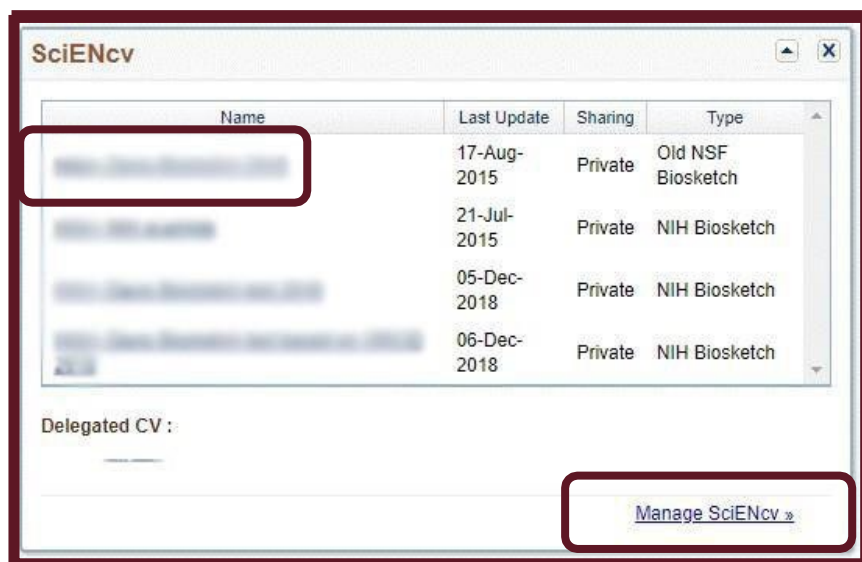 SciENcv
Name Last Update Sharing Type
17-Aug-
2015 Private Old NSF
Biosketch
21-Jul-
2015 Private NIH Biosketch
05-Dec-
2018 Private NIH Biosketch
06-Dec-
2018 Private NIH Biosketch
Delegated CV :
Manage SciENcv »